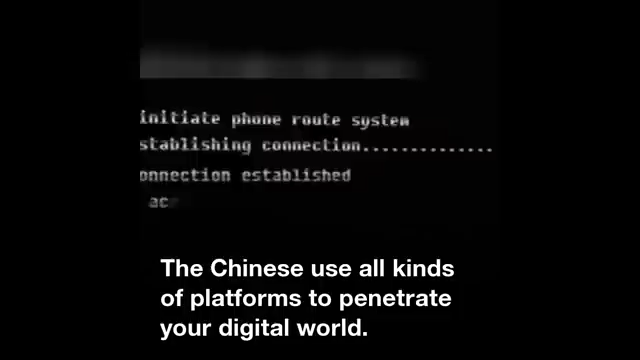 initiate phone route system
stablishing connection..............
onnection established
ac
The Chinese use all kinds
of platforms to penetrate
your digital world.